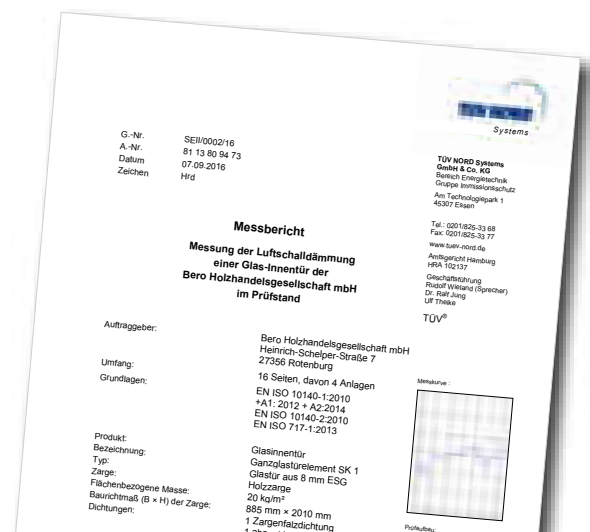 Systems
G.-Nr. SEII/0002/16
A.-Nr. 81 13 80 94 73
Datum 07.09.2016
Zeichen Hrd
TÜV NORD Systems
GmbH & Co. KG
Bereich Energietechnik
Gruppe Immissionsschutz
Am Technologiepark 1
45307 Essen
Tel.: 0201/825-33 68
Fax: 0201/825-33 77
www.tuev-nord.de
Amtsgericht Hamburg
HRA 102137
Geschäftsführung
Rudolf Wieland (Sprecher)
Dr. Ralf Jung
Ulf Theike
TÜV®
Messbericht
Messung der Luftschalldämmung
einer Glas-Innentür der
Bero Holzhandelsgesellschaft mbH
im Prüfstand
Auftraggeber: Bero Holzhandelsgesellschaft mbH
Heinrich-Schelper-Straße 7
27356 Rotenburg
Umfang: 16 Seiten, davon 4 Anlagen
Grundlagen: EN ISO 10140-1:2010
+A1: 2012 + A2:2014
EN ISO 10140-2:2010
EN ISO 717-1:2013
Messkurve :
Produkt: Glasinnentür
Bezeichnung: Ganzglastürelement SK 1
Typ: Glastür aus 8 mm ESG
Zarge: Holzzarge
Flächenbezogene Masse: 20 kg/m²
Baurichtmaß (B × H) der Zarge: 885 mm × 2010 mm
Dichtungen: 1 Zargenfalzdichtung
Prüfaufbau: